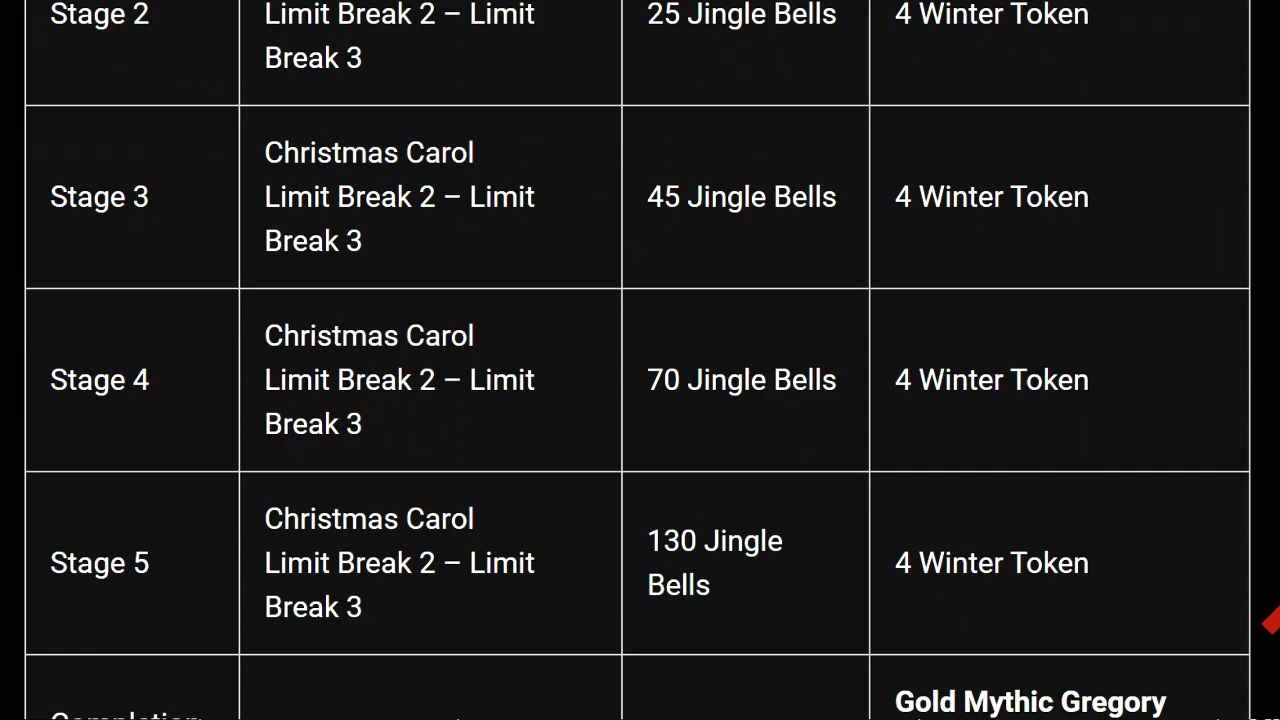 Stage 2
Limit Break 2 – Limit
Break 3
25 Jingle Bells
4 Winter Token
Stage 3
Christmas Carol
Limit Break 2 – Limit
Break 3
45 Jingle Bells
4 Winter Token
Stage 4
Christmas Carol
Limit Break 2 – Limit
Break 3
70 Jingle Bells
4 Winter Token
Stage 5
Christmas Carol
Limit Break 2 – Limit
Break 3
130 Jingle
Bells
4 Winter Token
Completion
Gold Mythic Gregory